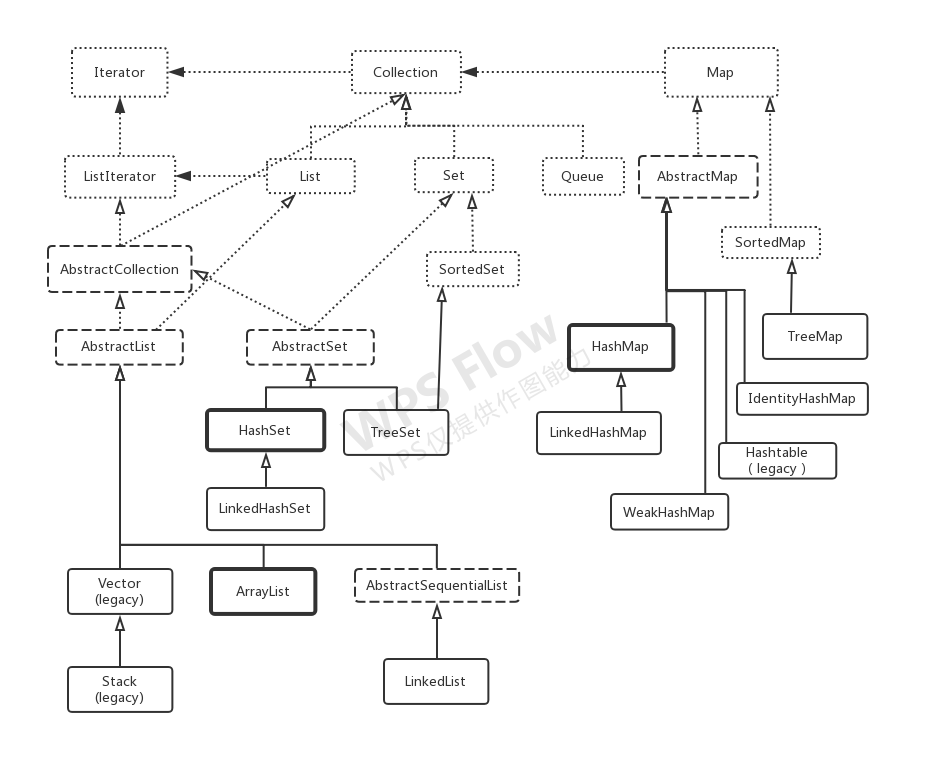 Iterator
Collection
Map
ListIterator
List
Set
Queue
AbstractMap
AbstractCollection
SortedSet
SortedMap
AbstractList
AbstractSet
HashMap
TreeMap
HashSet
TreeSet
LinkedHashMap
IdentityHashMap
Hashtable
( legacy )
LinkedHashSet
WeakHashMap
Vector
(legacy)
ArrayList
AbstractSequentialList
Stack
(legacy)
LinkedList
WPS Flow
WPS仅提供作图能力